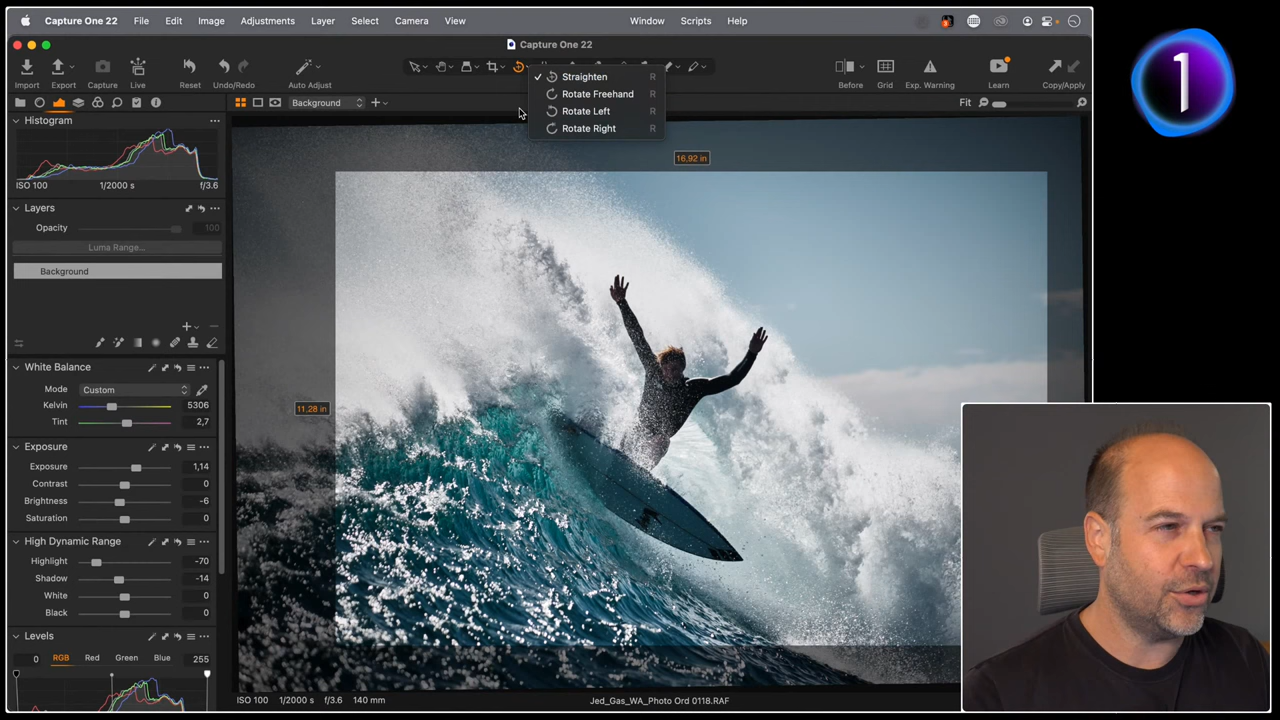 Capture One 22 File Edit Image Adjustments Layer Select Camera View Window Scripts Help
Capture One 22
Import Export Capture Live Reset Undo/Redo Auto Adjust Before Grid Exp. Warning Learn Copy/Apply
Straighten R
Rotate Freehand R
Rotate Left R
Rotate Right R
Background
Fit
Histogram
ISO 100 1/2000 s f/3.6
Layers
Opacity 100
Luma Range...
Background
White Balance
Mode Custom
Kelvin 5306
Tint 2,7
Exposure
Exposure 1,14
Contrast 0
Brightness -6
Saturation 0
High Dynamic Range
Highlight -70
Shadow -14
White 0
Black 0
Levels
0 RGB Red Green Blue 255
16,92 in
11,28 in
ISO 100 1/2000 s f/3.6 140 mm
Jed_Gas_WA_Photo Ord 0118.RAF
1